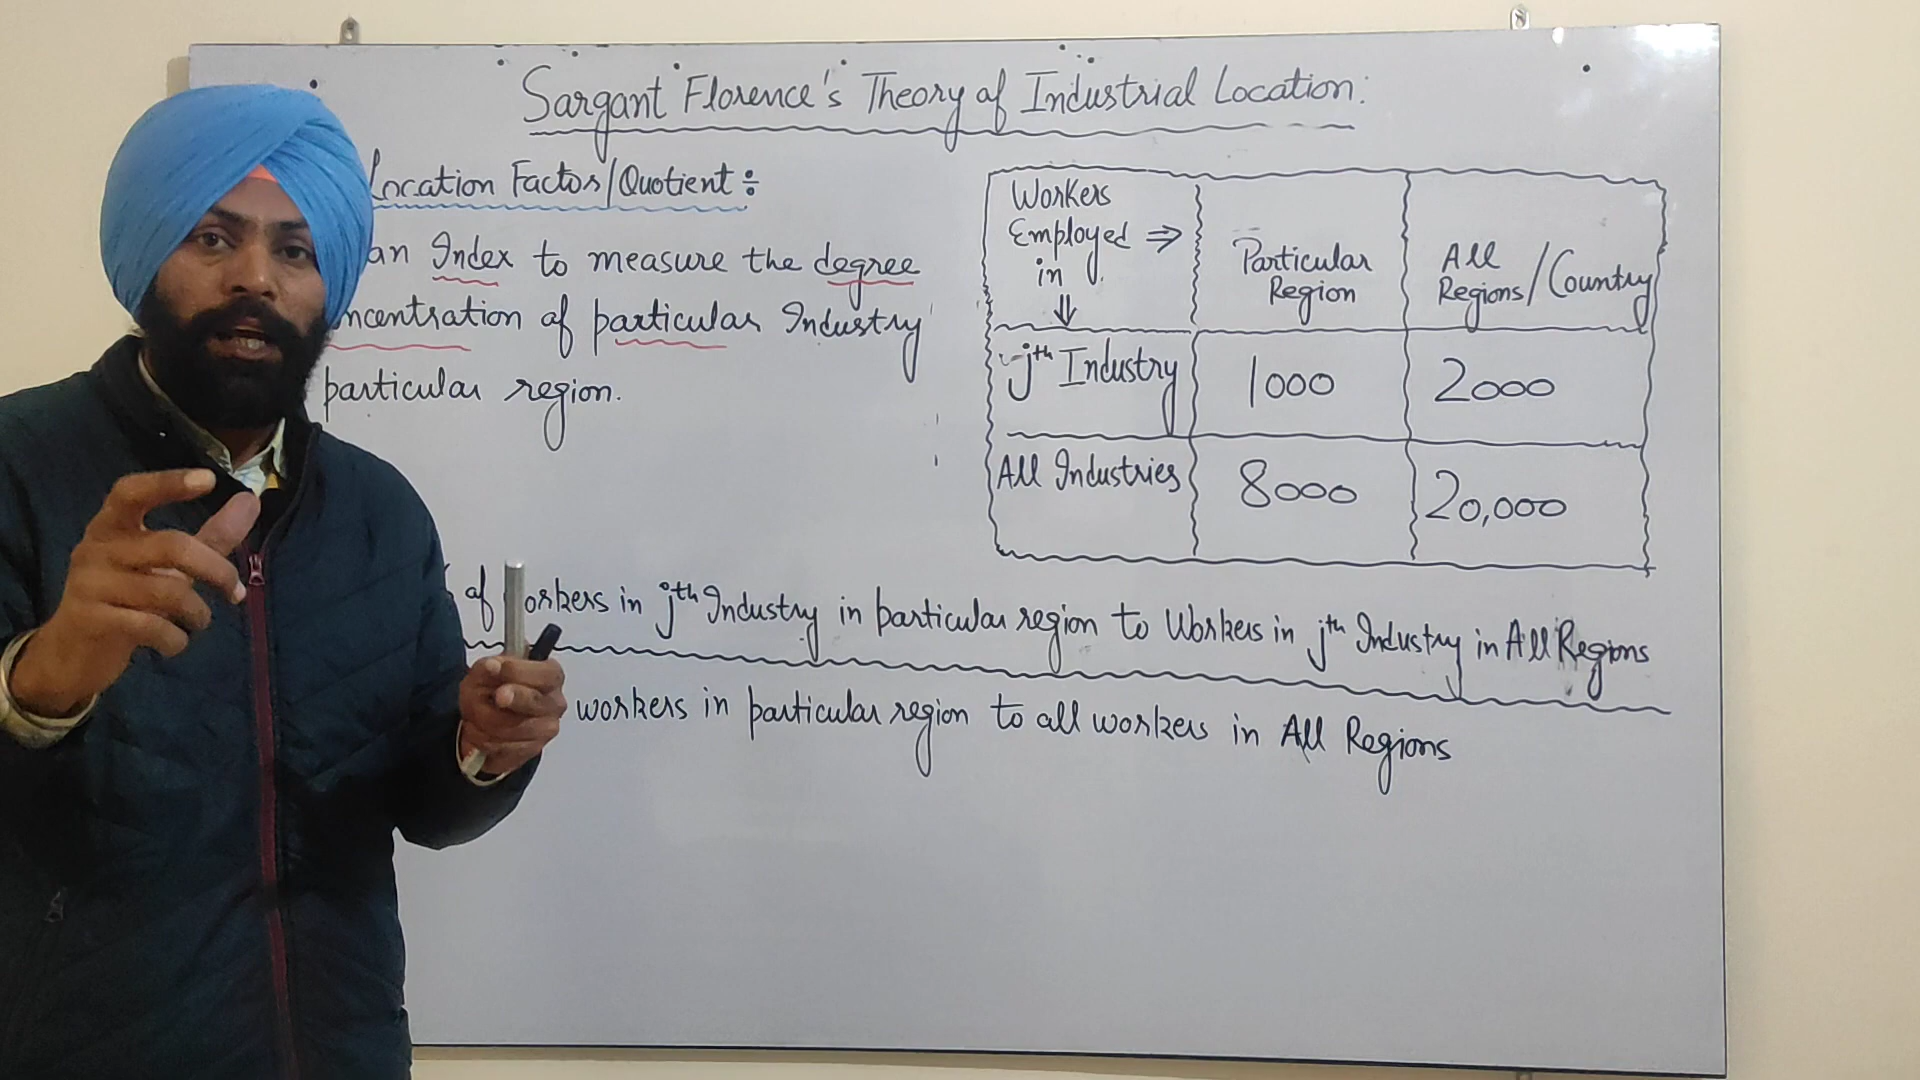 Sargant Florence's Theory of Industrial Location:
Location Factor/Quotient:
an Index to measure the degree
ncentration of particular Industry
particular region.
Workers
Employed ⇒
in
⇓
Particular
Region
All
Regions/Country
jth Industry
1000
2000
All Industries
8000
20,000
of orkers in jth Industry in particular region to Workers in jth Industry in All Regions
workers in particular region to all workers in All Regions